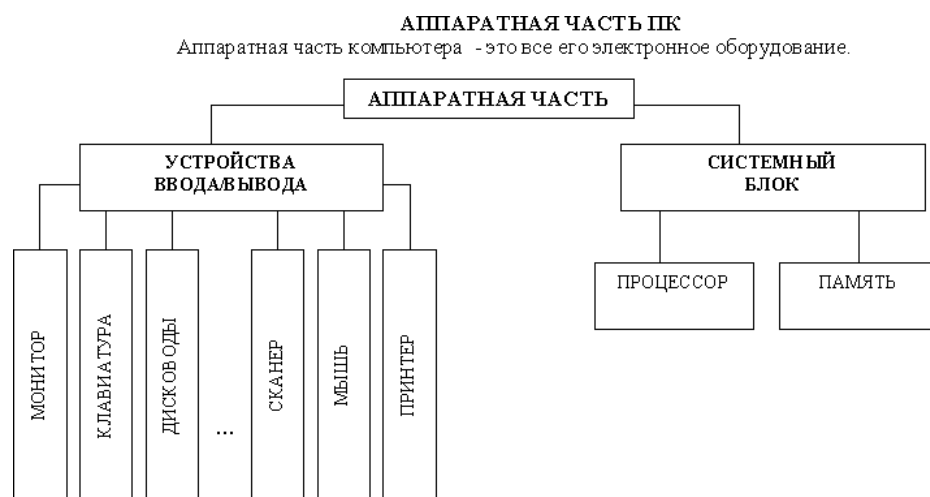 АППАРАТНАЯ ЧАСТЬ ПК
Аппаратная часть компьютера - это все его электронное оборудование.
АППАРАТНАЯ ЧАСТЬ
УСТРОЙСТВА
ВВОДА/ВЫВОДА
СИСТЕМНЫЙ
БЛОК
МОНИТОР
КЛАВИАТУРА
ДИСКОВОДЫ
...
СКАНЕР
МЫШЬ
ПРИНТЕР
ПРОЦЕССОР
ПАМЯТЬ